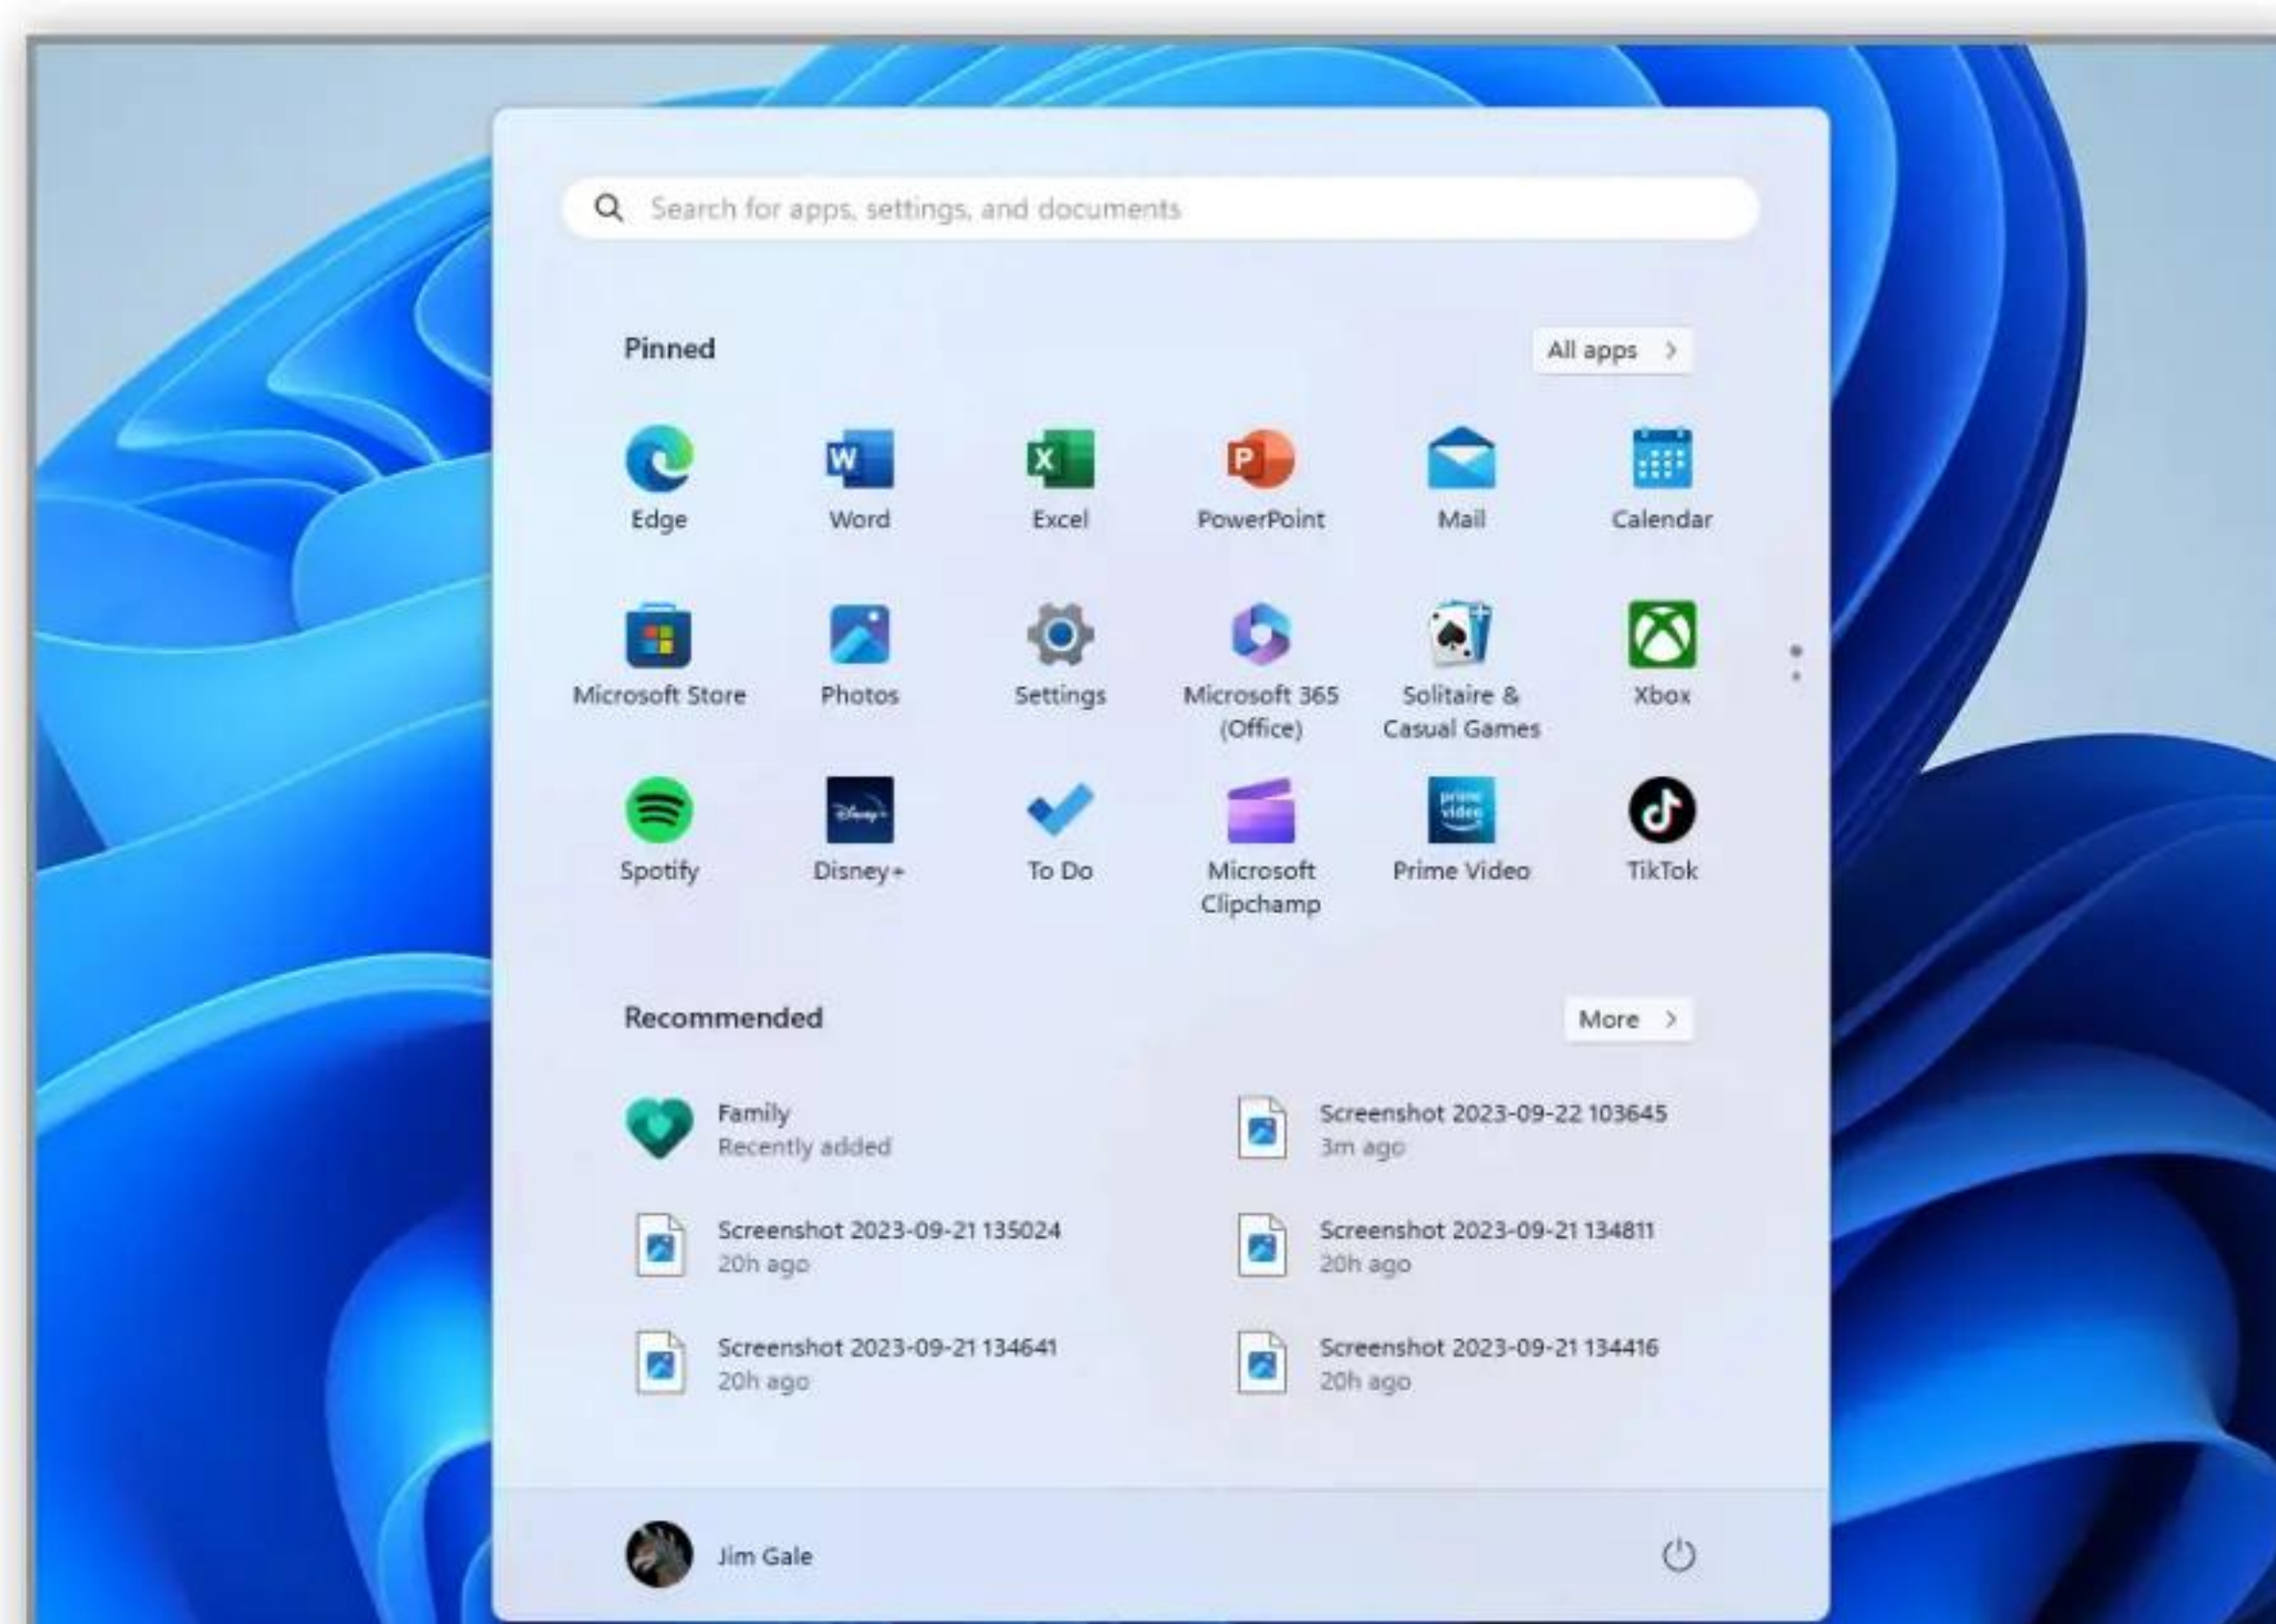 Search for apps, settings, and documents
Pinned
All apps
Edge
Word
Excel
PowerPoint
Mail
Calendar
Microsoft Store
Photos
Settings
Microsoft 365
(Office)
Solitaire &
Casual Games
Xbox
Spotify
Disney+
To Do
Microsoft
Clipchamp
Prime Video
TikTok
W
X
P
Disney+
prime
video
Recommended
More
Family
Recently added
Screenshot 2023-09-22 103645
3m ago
Screenshot 2023-09-21 135024
20h ago
Screenshot 2023-09-21 134811
20h ago
Screenshot 2023-09-21 134641
20h ago
Screenshot 2023-09-21 134416
20h ago
Jim Gale